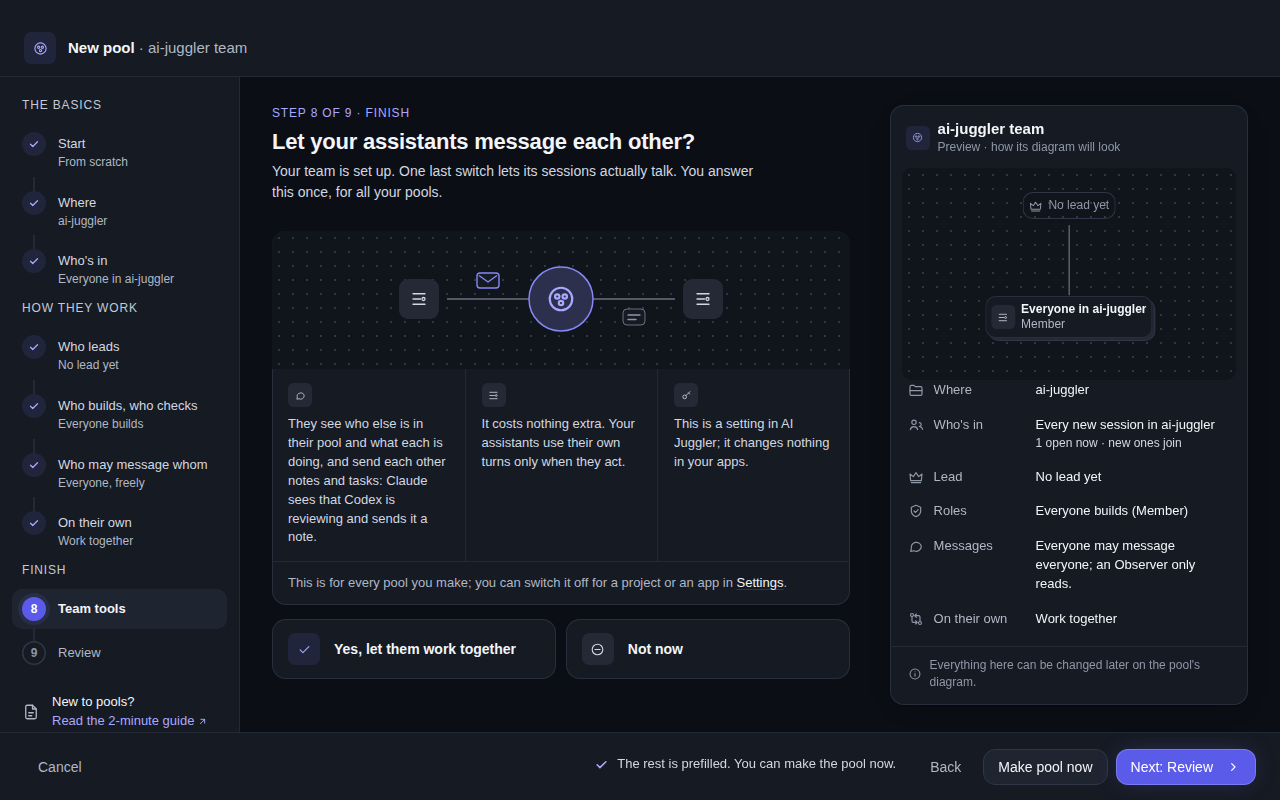 New pool · ai-juggler team
THE BASICS
Start
From scratch
Where
ai-juggler
Who's in
Everyone in ai-juggler
HOW THEY WORK
Who leads
No lead yet
Who builds, who checks
Everyone builds
Who may message whom
Everyone, freely
On their own
Work together
FINISH
8 Team tools
9 Review
New to pools?
Read the 2-minute guide
STEP 8 OF 9 · FINISH
Let your assistants message each other?
Your team is set up. One last switch lets its sessions actually talk. You answer
this once, for all your pools.
They see who else is in
their pool and what each is
doing, and send each other
notes and tasks: Claude
sees that Codex is
reviewing and sends it a
note.
It costs nothing extra. Your
assistants use their own
turns only when they act.
This is a setting in AI
Juggler; it changes nothing
in your apps.
This is for every pool you make; you can switch it off for a project or an app in Settings.
Yes, let them work together
Not now
ai-juggler team
Preview · how its diagram will look
No lead yet
Everyone in ai-juggler
Member
Where ai-juggler
Who's in Every new session in ai-juggler
1 open now · new ones join
Lead No lead yet
Roles Everyone builds (Member)
Messages Everyone may message
everyone; an Observer only
reads.
On their own Work together
Everything here can be changed later on the pool's
diagram.
Cancel
The rest is prefilled. You can make the pool now.
Back
Make pool now
Next: Review